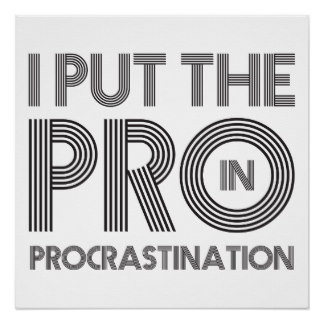 I PUT THE
PRO
IN
PROCRASTINATION